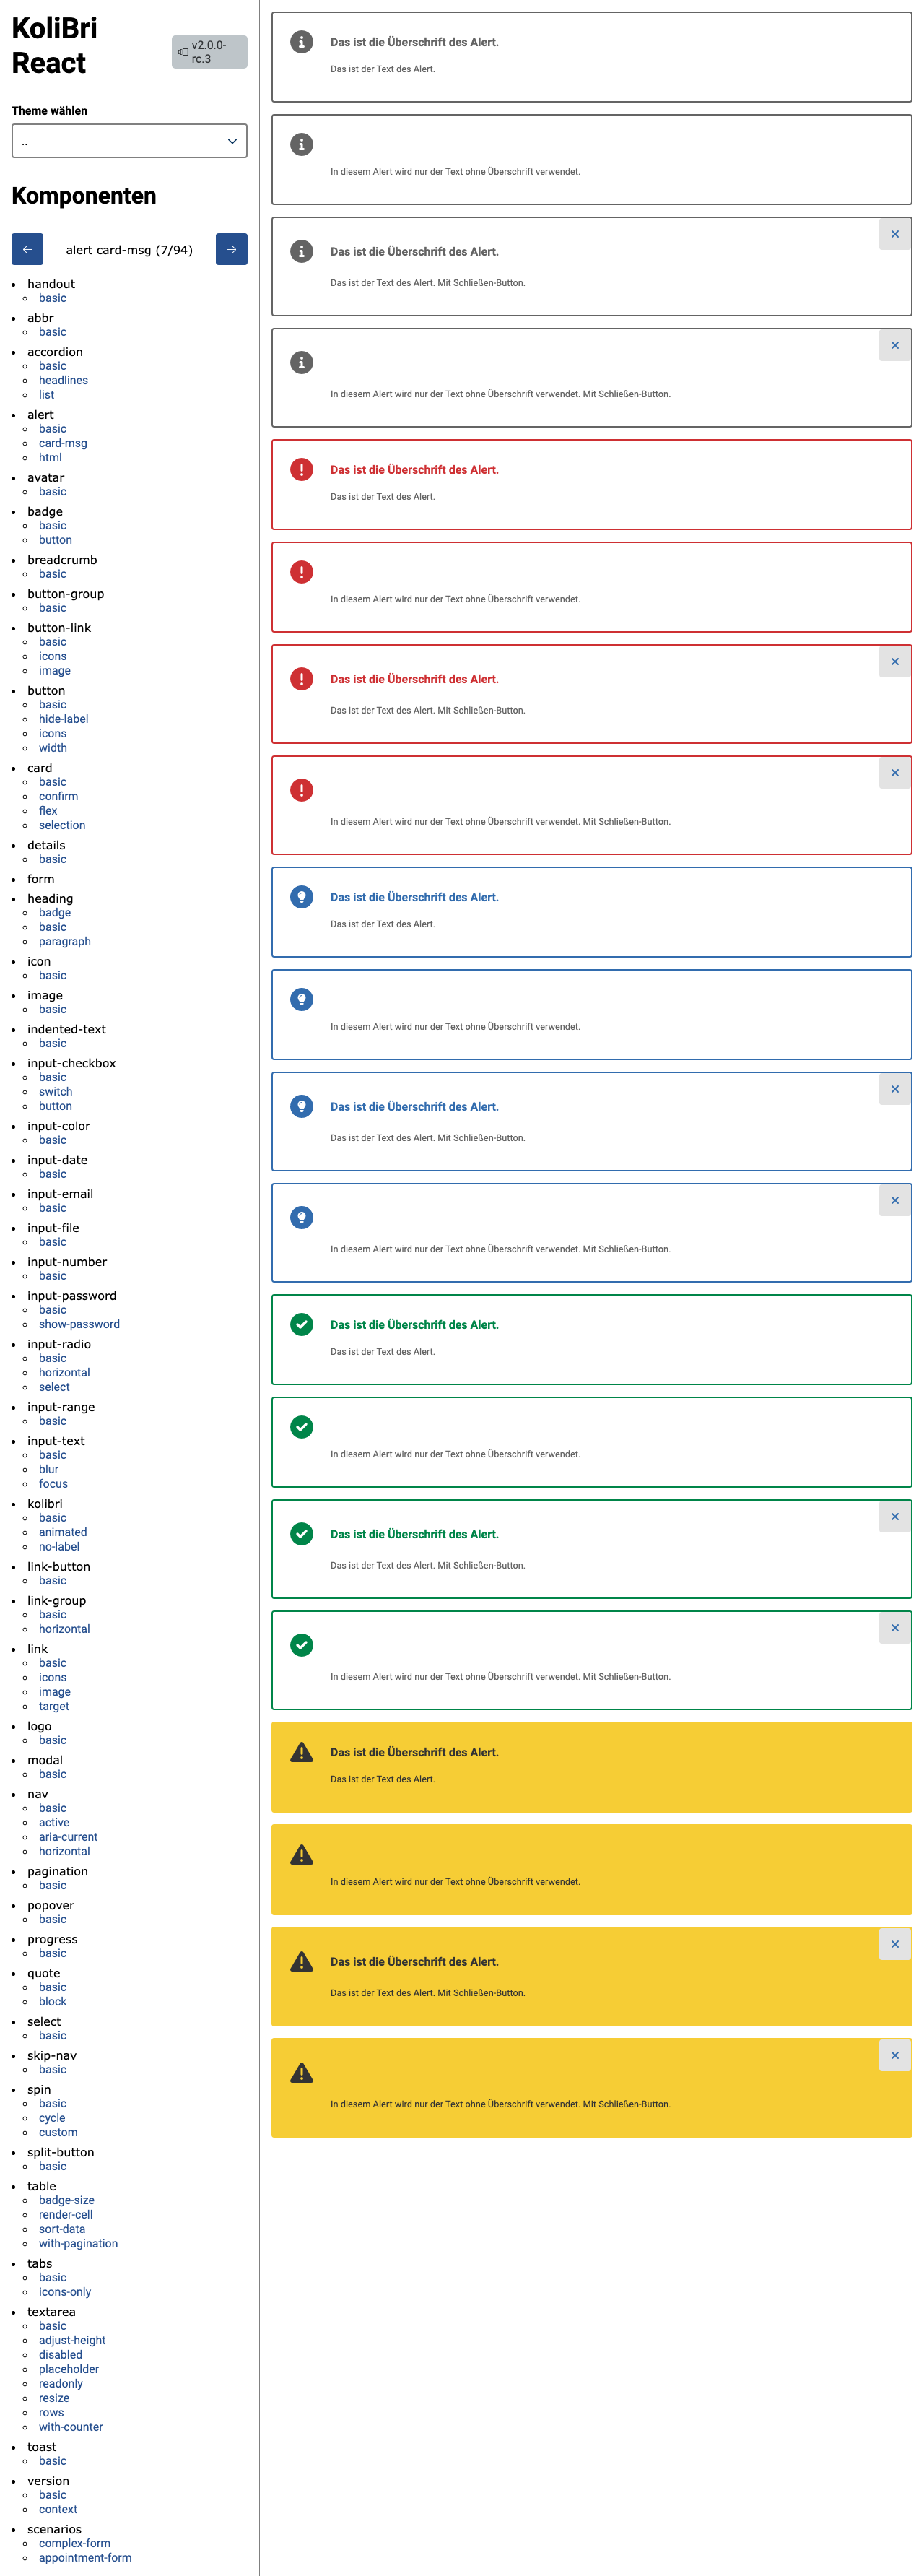 KoliBri
React
v2.0.0-
rc.3
Theme wählen
..
Komponenten
alert card-msg (7/94)
handout
basic
abbr
basic
accordion
basic
headlines
list
alert
basic
card-msg
html
avatar
basic
badge
basic
button
breadcrumb
basic
button-group
basic
button-link
basic
icons
image
button
basic
hide-label
icons
width
card
basic
confirm
flex
selection
details
basic
form
heading
badge
basic
paragraph
icon
basic
image
basic
indented-text
basic
input-checkbox
basic
switch
button
input-color
basic
input-date
basic
input-email
basic
input-file
basic
input-number
basic
input-password
basic
show-password
input-radio
basic
horizontal
select
input-range
basic
input-text
basic
blur
focus
kolibri
basic
animated
no-label
link-button
basic
link-group
basic
horizontal
link
basic
icons
image
target
logo
basic
modal
basic
nav
basic
active
aria-current
horizontal
pagination
basic
popover
basic
progress
basic
quote
basic
block
select
basic
skip-nav
basic
spin
basic
cycle
custom
split-button
basic
table
badge-size
render-cell
sort-data
with-pagination
tabs
basic
icons-only
textarea
basic
adjust-height
disabled
placeholder
readonly
resize
rows
with-counter
toast
basic
version
basic
context
scenarios
complex-form
appointment-form
Das ist die Überschrift des Alert.
Das ist der Text des Alert.
In diesem Alert wird nur der Text ohne Überschrift verwendet.
Das ist die Überschrift des Alert.
Das ist der Text des Alert. Mit Schließen-Button.
In diesem Alert wird nur der Text ohne Überschrift verwendet. Mit Schließen-Button.
Das ist die Überschrift des Alert.
Das ist der Text des Alert.
In diesem Alert wird nur der Text ohne Überschrift verwendet.
Das ist die Überschrift des Alert.
Das ist der Text des Alert. Mit Schließen-Button.
In diesem Alert wird nur der Text ohne Überschrift verwendet. Mit Schließen-Button.
Das ist die Überschrift des Alert.
Das ist der Text des Alert.
In diesem Alert wird nur der Text ohne Überschrift verwendet.
Das ist die Überschrift des Alert.
Das ist der Text des Alert. Mit Schließen-Button.
In diesem Alert wird nur der Text ohne Überschrift verwendet. Mit Schließen-Button.
Das ist die Überschrift des Alert.
Das ist der Text des Alert.
In diesem Alert wird nur der Text ohne Überschrift verwendet.
Das ist die Überschrift des Alert.
Das ist der Text des Alert. Mit Schließen-Button.
In diesem Alert wird nur der Text ohne Überschrift verwendet. Mit Schließen-Button.
Das ist die Überschrift des Alert.
Das ist der Text des Alert.
In diesem Alert wird nur der Text ohne Überschrift verwendet.
Das ist die Überschrift des Alert.
Das ist der Text des Alert. Mit Schließen-Button.
In diesem Alert wird nur der Text ohne Überschrift verwendet. Mit Schließen-Button.